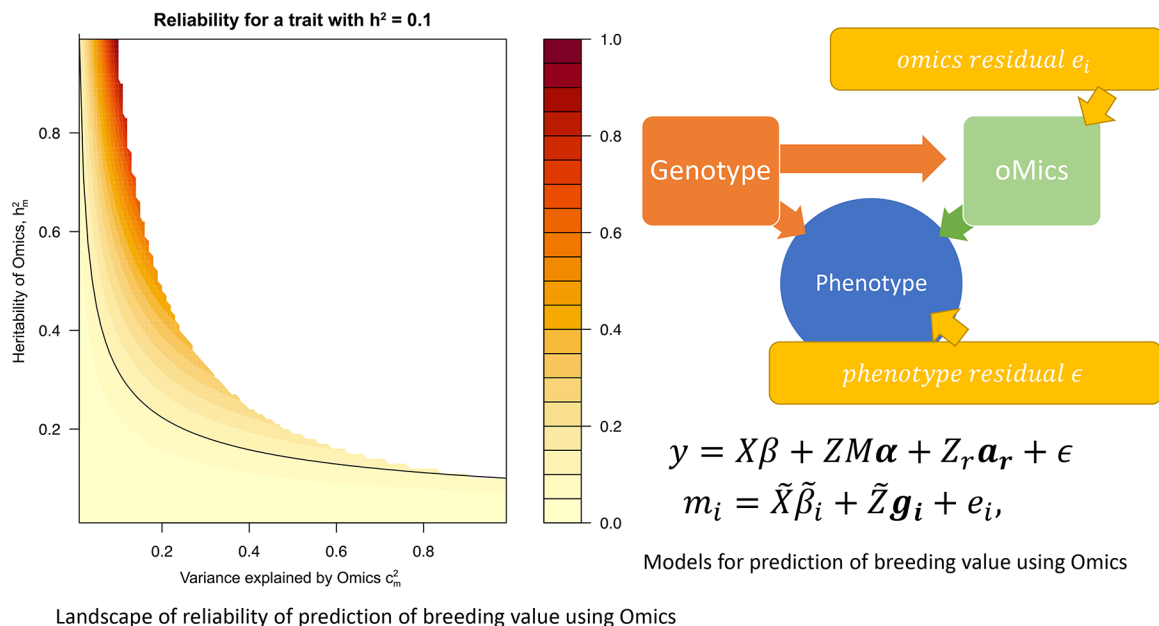 Reliability for a trait with h² = 0.1
Heritability of Omics, h²ₘ
0.8
0.6
0.4
0.2
0.2
0.4
0.6
0.8
Variance explained by Omics c²ₘ
1.0
0.8
0.6
0.4
0.2
0.0
Landscape of reliability of prediction of breeding value using Omics
omics residual eᵢ
Genotype
oMics
Phenotype
phenotype residual ϵ
y = Xβ + ZMα + Zᵣaᵣ + ϵ
mᵢ = X̃β̃ᵢ + Z̃gᵢ + eᵢ,
Models for prediction of breeding value using Omics